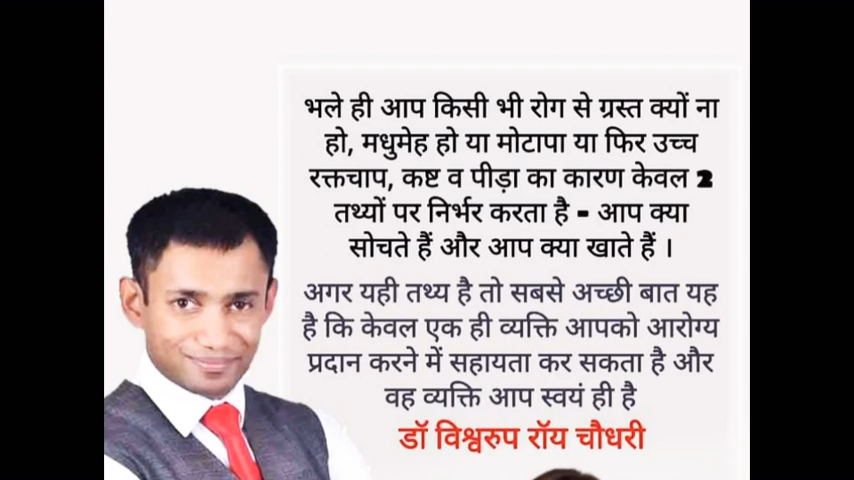 भले ही आप किसी भी रोग से ग्रस्त क्यों ना
हो, मधुमेह हो या मोटापा या फिर उच्च
रक्तचाप, कष्ट व पीड़ा का कारण केवल 2
तथ्यों पर निर्भर करता है - आप क्या
सोचते हैं और आप क्या खाते हैं ।
अगर यही तथ्य है तो सबसे अच्छी बात यह
है कि केवल एक ही व्यक्ति आपको आरोग्य
प्रदान करने में सहायता कर सकता है और
वह व्यक्ति आप स्वयं ही है
डॉ विश्वरुप रॉय चौधरी